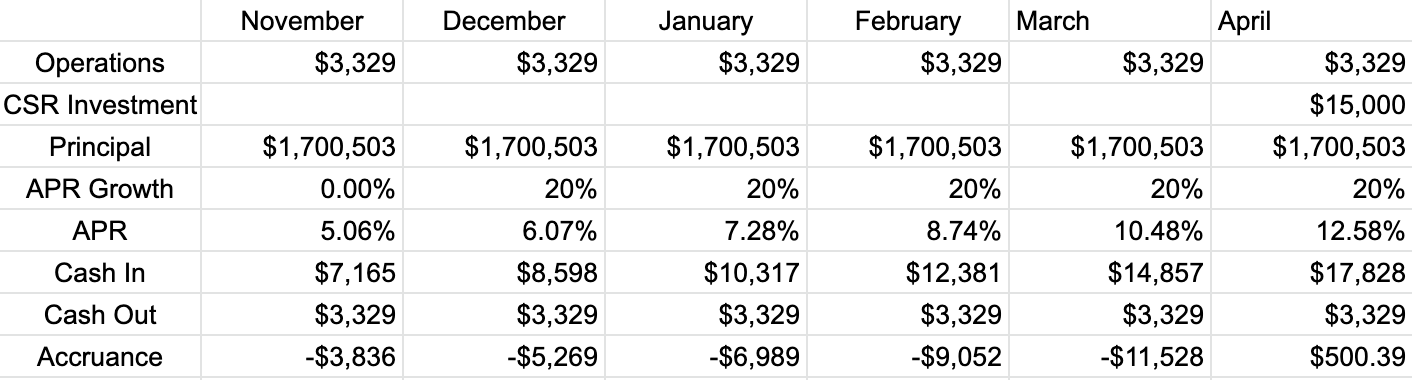 November December January February March April
Operations $3,329 $3,329 $3,329 $3,329 $3,329 $3,329
CSR Investment $15,000
Principal $1,700,503 $1,700,503 $1,700,503 $1,700,503 $1,700,503 $1,700,503
APR Growth 0.00% 20% 20% 20% 20% 20%
APR 5.06% 6.07% 7.28% 8.74% 10.48% 12.58%
Cash In $7,165 $8,598 $10,317 $12,381 $14,857 $17,828
Cash Out $3,329 $3,329 $3,329 $3,329 $3,329 $3,329
Accruance -$3,836 -$5,269 -$6,989 -$9,052 -$11,528 $500.39